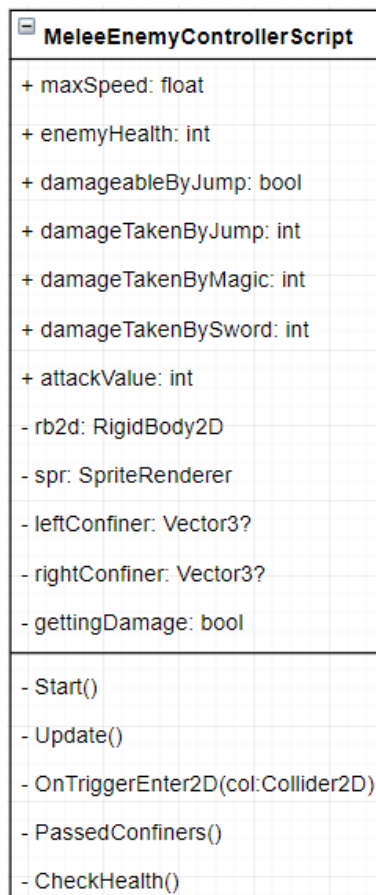 MeleeEnemyControllerScript
+ maxSpeed: float
+ enemyHealth: int
+ damageableByJump: bool
+ damageTakenByJump: int
+ damageTakenByMagic: int
+ damageTakenBySword: int
+ attackValue: int
- rb2d: RigidBody2D
- spr: SpriteRenderer
- leftConfiner: Vector3?
- rightConfiner: Vector3?
- gettingDamage: bool
- Start()
- Update()
- OnTriggerEnter2D(col:Collider2D)
- PassedConfiners()
- CheckHealth()